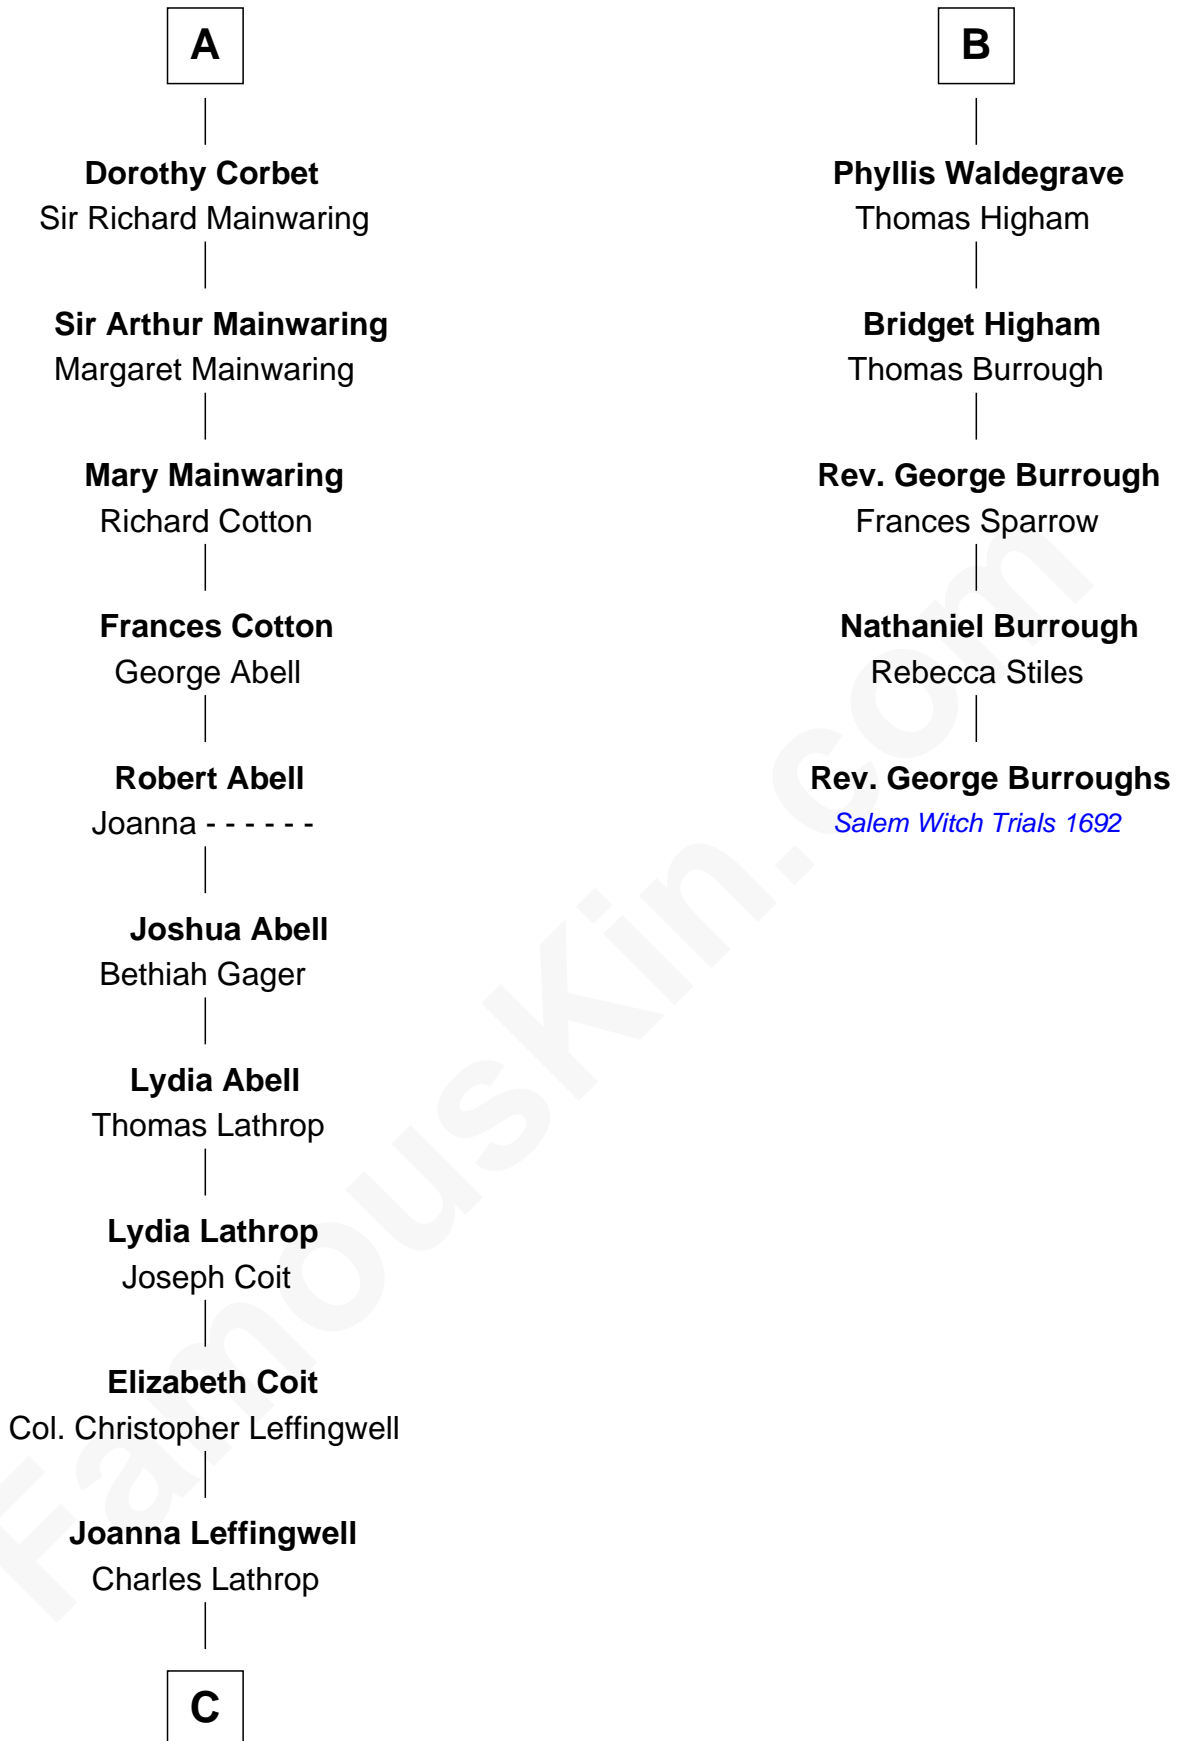 A
Dorothy Corbet
Sir Richard Mainwaring
Sir Arthur Mainwaring
Margaret Mainwaring
Mary Mainwaring
Richard Cotton
Frances Cotton
George Abell
Robert Abell
Joanna - - - - - -
Joshua Abell
Bethiah Gager
Lydia Abell
Thomas Lathrop
Lydia Lathrop
Joseph Coit
Elizabeth Coit
Col. Christopher Leffingwell
Joanna Leffingwell
Charles Lathrop
C
B
Phyllis Waldegrave
Thomas Higham
Bridget Higham
Thomas Burrough
Rev. George Burrough
Frances Sparrow
Nathaniel Burrough
Rebecca Stiles
Rev. George Burroughs
Salem Witch Trials 1692
FamousKin.com